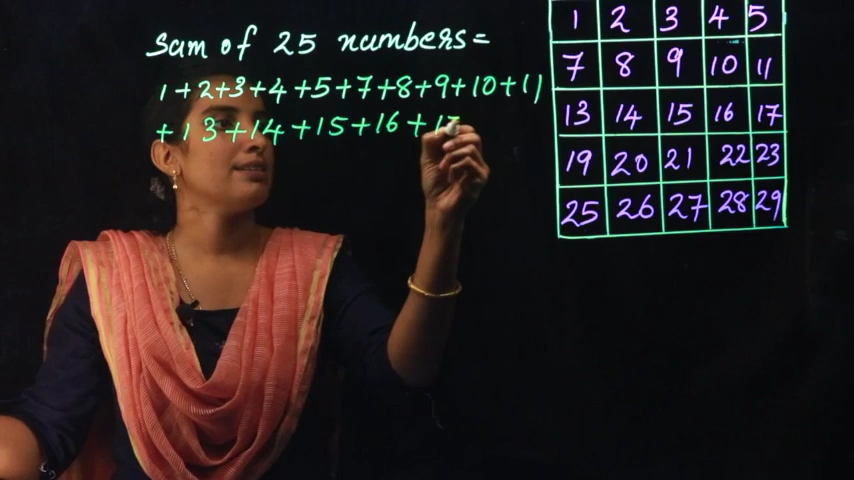 Sum of 25 numbers=
1+2+3+4+5+7+8+9+10+11
+13+14+15+16+17
1 2 3 4 5
7 8 9 10 11
13 14 15 16 17
19 20 21 22 23
25 26 27 28 29